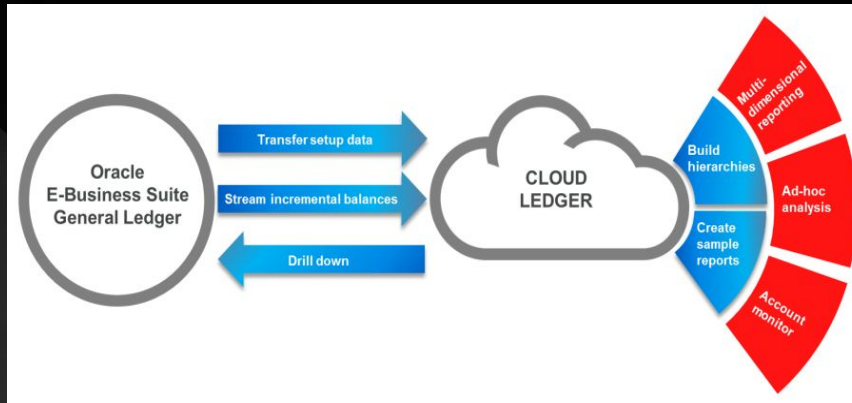 Oracle
E-Business Suite
General Ledger
Transfer setup data
Stream incremental balances
Drill down
CLOUD
LEDGER
Build
hierarchies
Create
sample
reports
Multi-
dimensional
reporting
Ad-hoc
analysis
Account
monitor